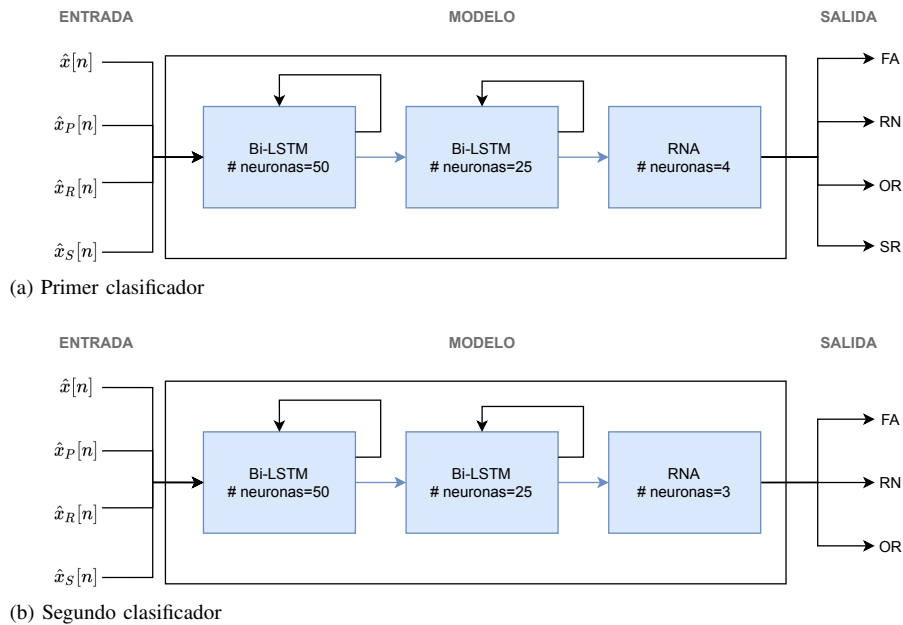 ENTRADA MODELO SALIDA
x̂[n]
x̂_P[n]
x̂_R[n]
x̂_S[n]
Bi-LSTM
# neuronas=50
Bi-LSTM
# neuronas=25
RNA
# neuronas=4
FA
RN
OR
SR
(a) Primer clasificador
ENTRADA MODELO SALIDA
x̂[n]
x̂_P[n]
x̂_R[n]
x̂_S[n]
Bi-LSTM
# neuronas=50
Bi-LSTM
# neuronas=25
RNA
# neuronas=3
FA
RN
OR
(b) Segundo clasificador